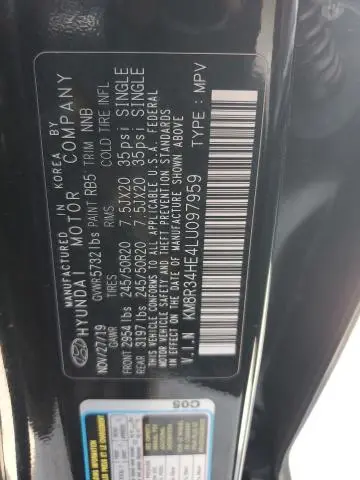 MANUFACTURED IN KOREA BY
HYUNDAI MOTOR COMPANY
NOV/27/19 GVWR5732lbs PAINT RB5 TRIM NNB
GAWR TIRES RIMS COLD TIRE INFL
FRONT 2954lbs 245/50R20 7.5JX20 35psi SINGLE
REAR 3197lbs 245/50R20 7.5JX20 35psi SINGLE
THIS VEHICLE CONFORMS TO ALL APPLICABLE U.S.A. FEDERAL
MOTOR VEHICLE SAFETY AND THEFT PREVENTION STANDARDS
IN EFFECT ON THE DATE OF MANUFACTURE SHOWN ABOVE
V.I.N KM8R34HE4LU097959 TYPE: MPV
C05